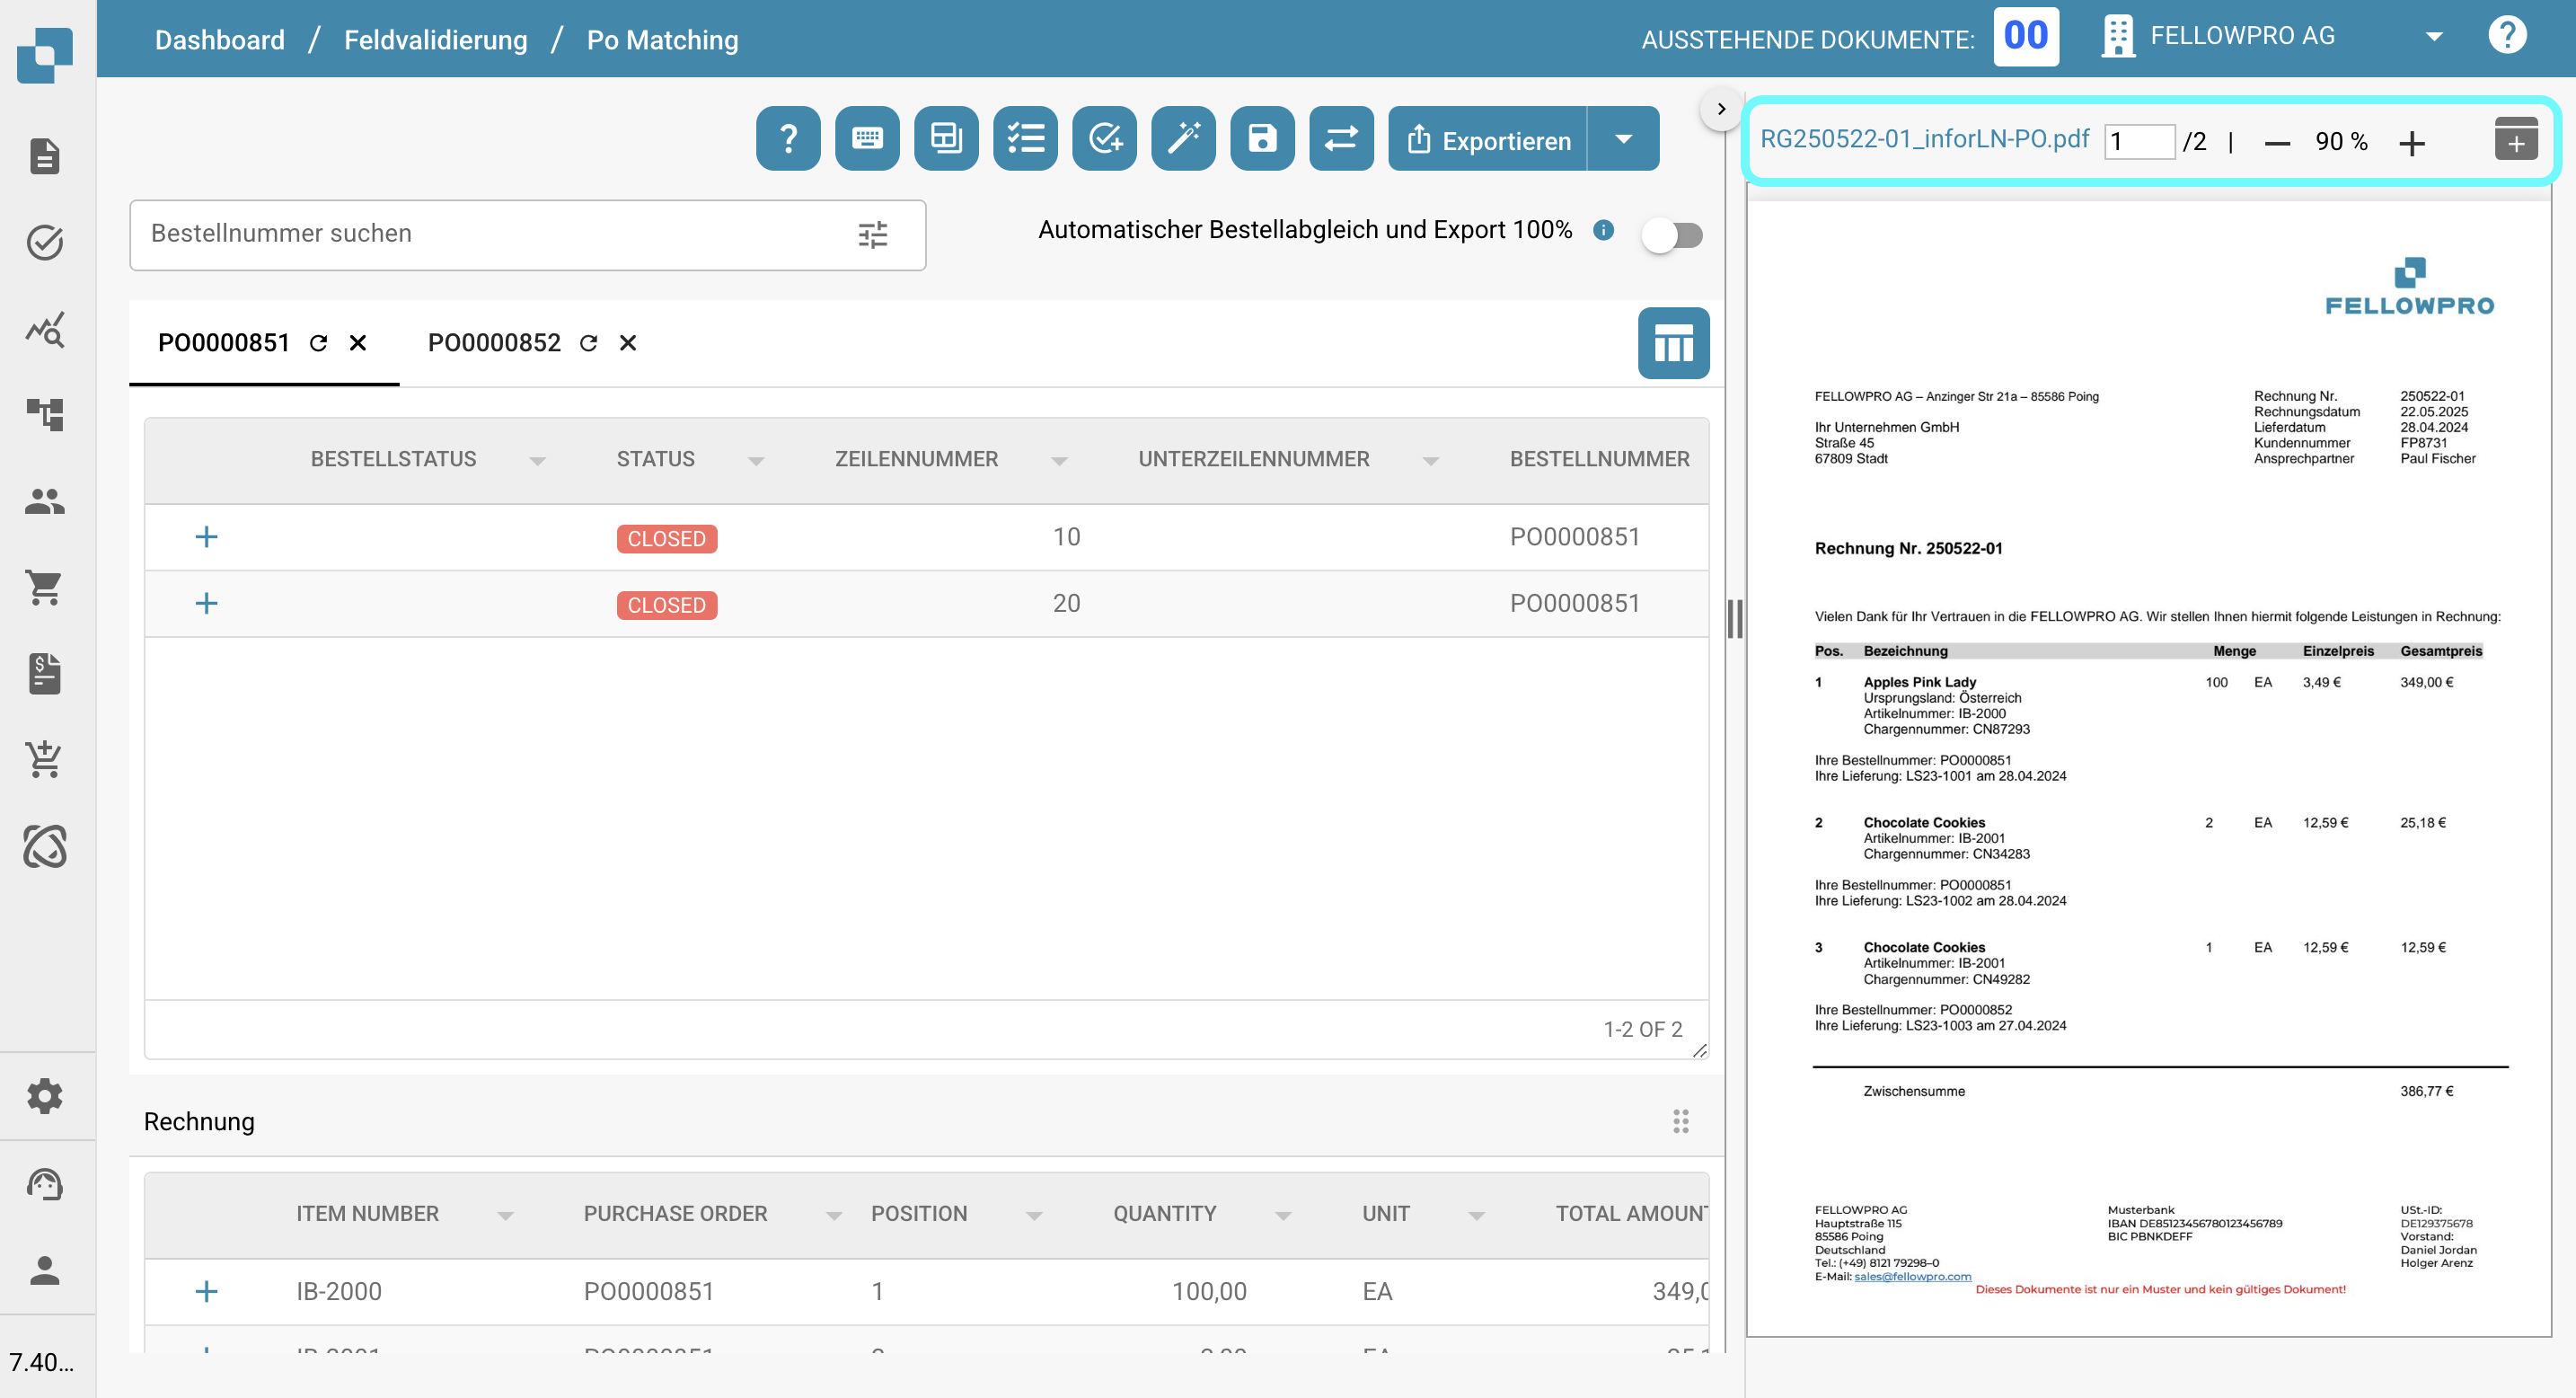 Dashboard / Feldvalidierung / Po Matching
AUSSTEHENDE DOKUMENTE: 00
FELLOWPRO AG
?
?
Exportieren
Bestellnummer suchen
Automatischer Bestellabgleich und Export 100%
PO0000851
PO0000852
BESTELLSTATUS STATUS ZEILENNUMMER UNTERZEILENNUMMER BESTELLNUMMER
CLOSED 10 PO0000851
CLOSED 20 PO0000851
1-2 OF 2
Rechnung
ITEM NUMBER PURCHASE ORDER POSITION QUANTITY UNIT TOTAL AMOUNT
IB-2000 PO0000851 1 100,00 EA 349,0
7.40...
RG250522-01_inforLN-PO.pdf 1 /2 | — 90 % +
FELLOWPRO
FELLOWPRO AG – Anzinger Str 21a – 85586 Poing
Ihr Unternehmen GmbH
Straße 45
67809 Stadt
Rechnung Nr. 250522-01
Rechnungsdatum 22.05.2025
Lieferdatum 28.04.2024
Kundennummer FP8731
Ansprechpartner Paul Fischer
Rechnung Nr. 250522-01
Vielen Dank für Ihr Vertrauen in die FELLOWPRO AG. Wir stellen Ihnen hiermit folgende Leistungen in Rechnung:
Pos. Bezeichnung Menge Einzelpreis Gesamtpreis
1 Apples Pink Lady 100 EA 3,49 € 349,00 €
Ursprungsland: Österreich
Artikelnummer: IB-2000
Chargennummer: CN87293
Ihre Bestellnummer: PO0000851
Ihre Lieferung: LS23-1001 am 28.04.2024
2 Chocolate Cookies 2 EA 12,59 € 25,18 €
Artikelnummer: IB-2001
Chargennummer: CN34283
Ihre Bestellnummer: PO0000851
Ihre Lieferung: LS23-1002 am 28.04.2024
3 Chocolate Cookies 1 EA 12,59 € 12,59 €
Artikelnummer: IB-2001
Chargennummer: CN49282
Ihre Bestellnummer: PO0000852
Ihre Lieferung: LS23-1003 am 27.04.2024
Zwischensumme 386,77 €
FELLOWPRO AG
Hauptstraße 115
85586 Poing
Deutschland
Tel.: (+49) 8121 79298–0
E-Mail: sales@fellowpro.com
Musterbank
IBAN DE85123456780123456789
BIC PBNKDEFF
USt.-ID:
DE129375678
Vorstand:
Daniel Jordan
Holger Arenz
Dieses Dokumente ist nur ein Muster und kein gültiges Dokument!